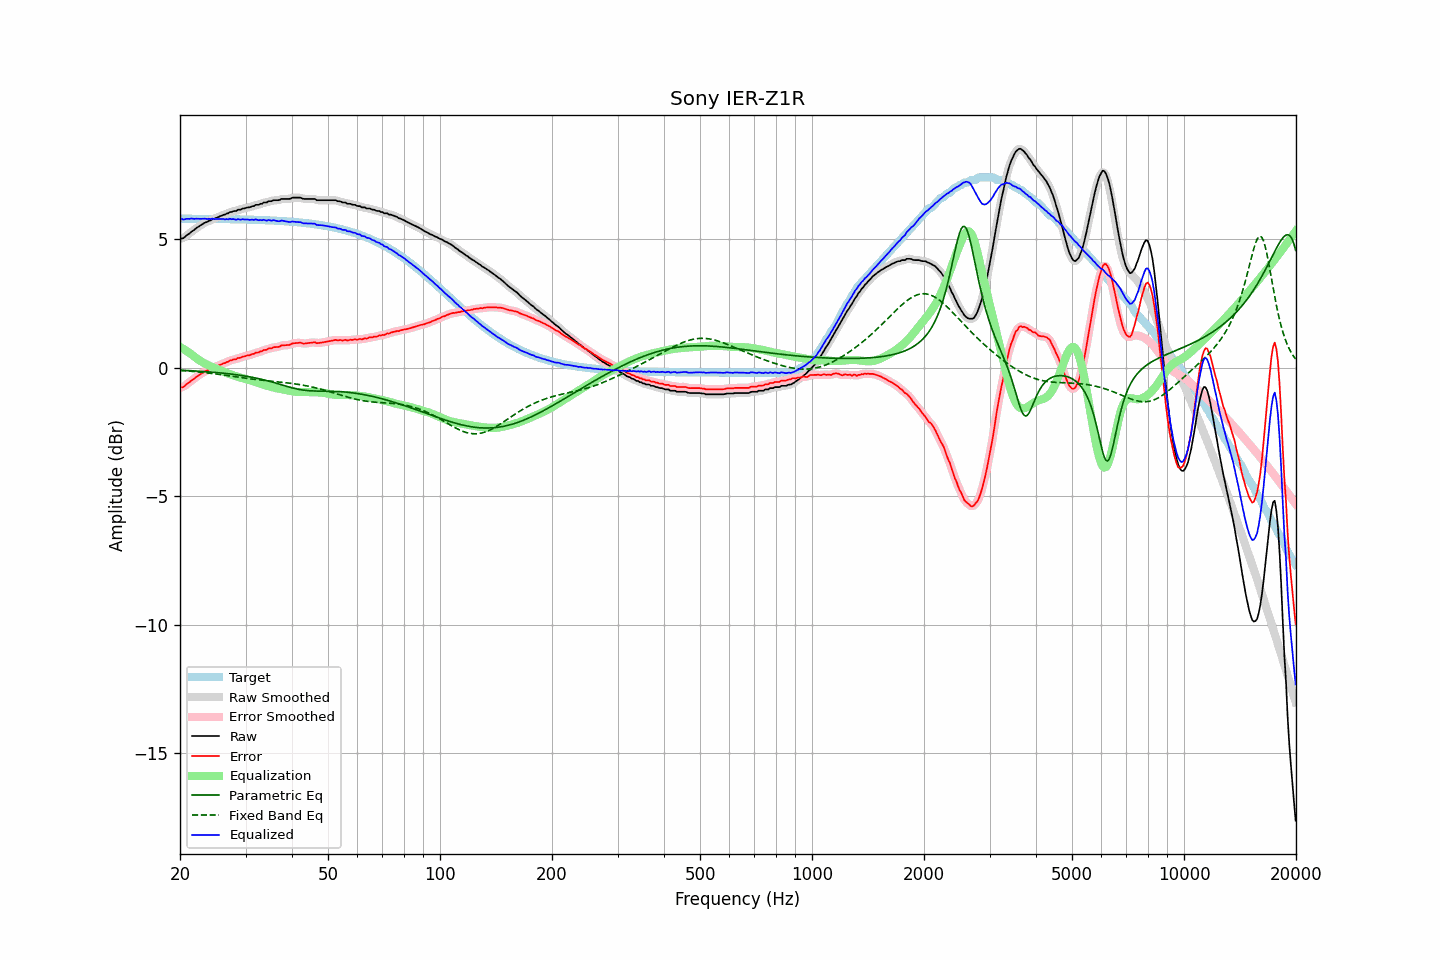 Sony IER-Z1R
Amplitude (dBr)
5
0
−5
−10
−15
Target
Raw Smoothed
Error Smoothed
Raw
Error
Equalization
Parametric Eq
Fixed Band Eq
Equalized
20
50
100
200
500
1000
2000
5000
10000
20000
Frequency (Hz)